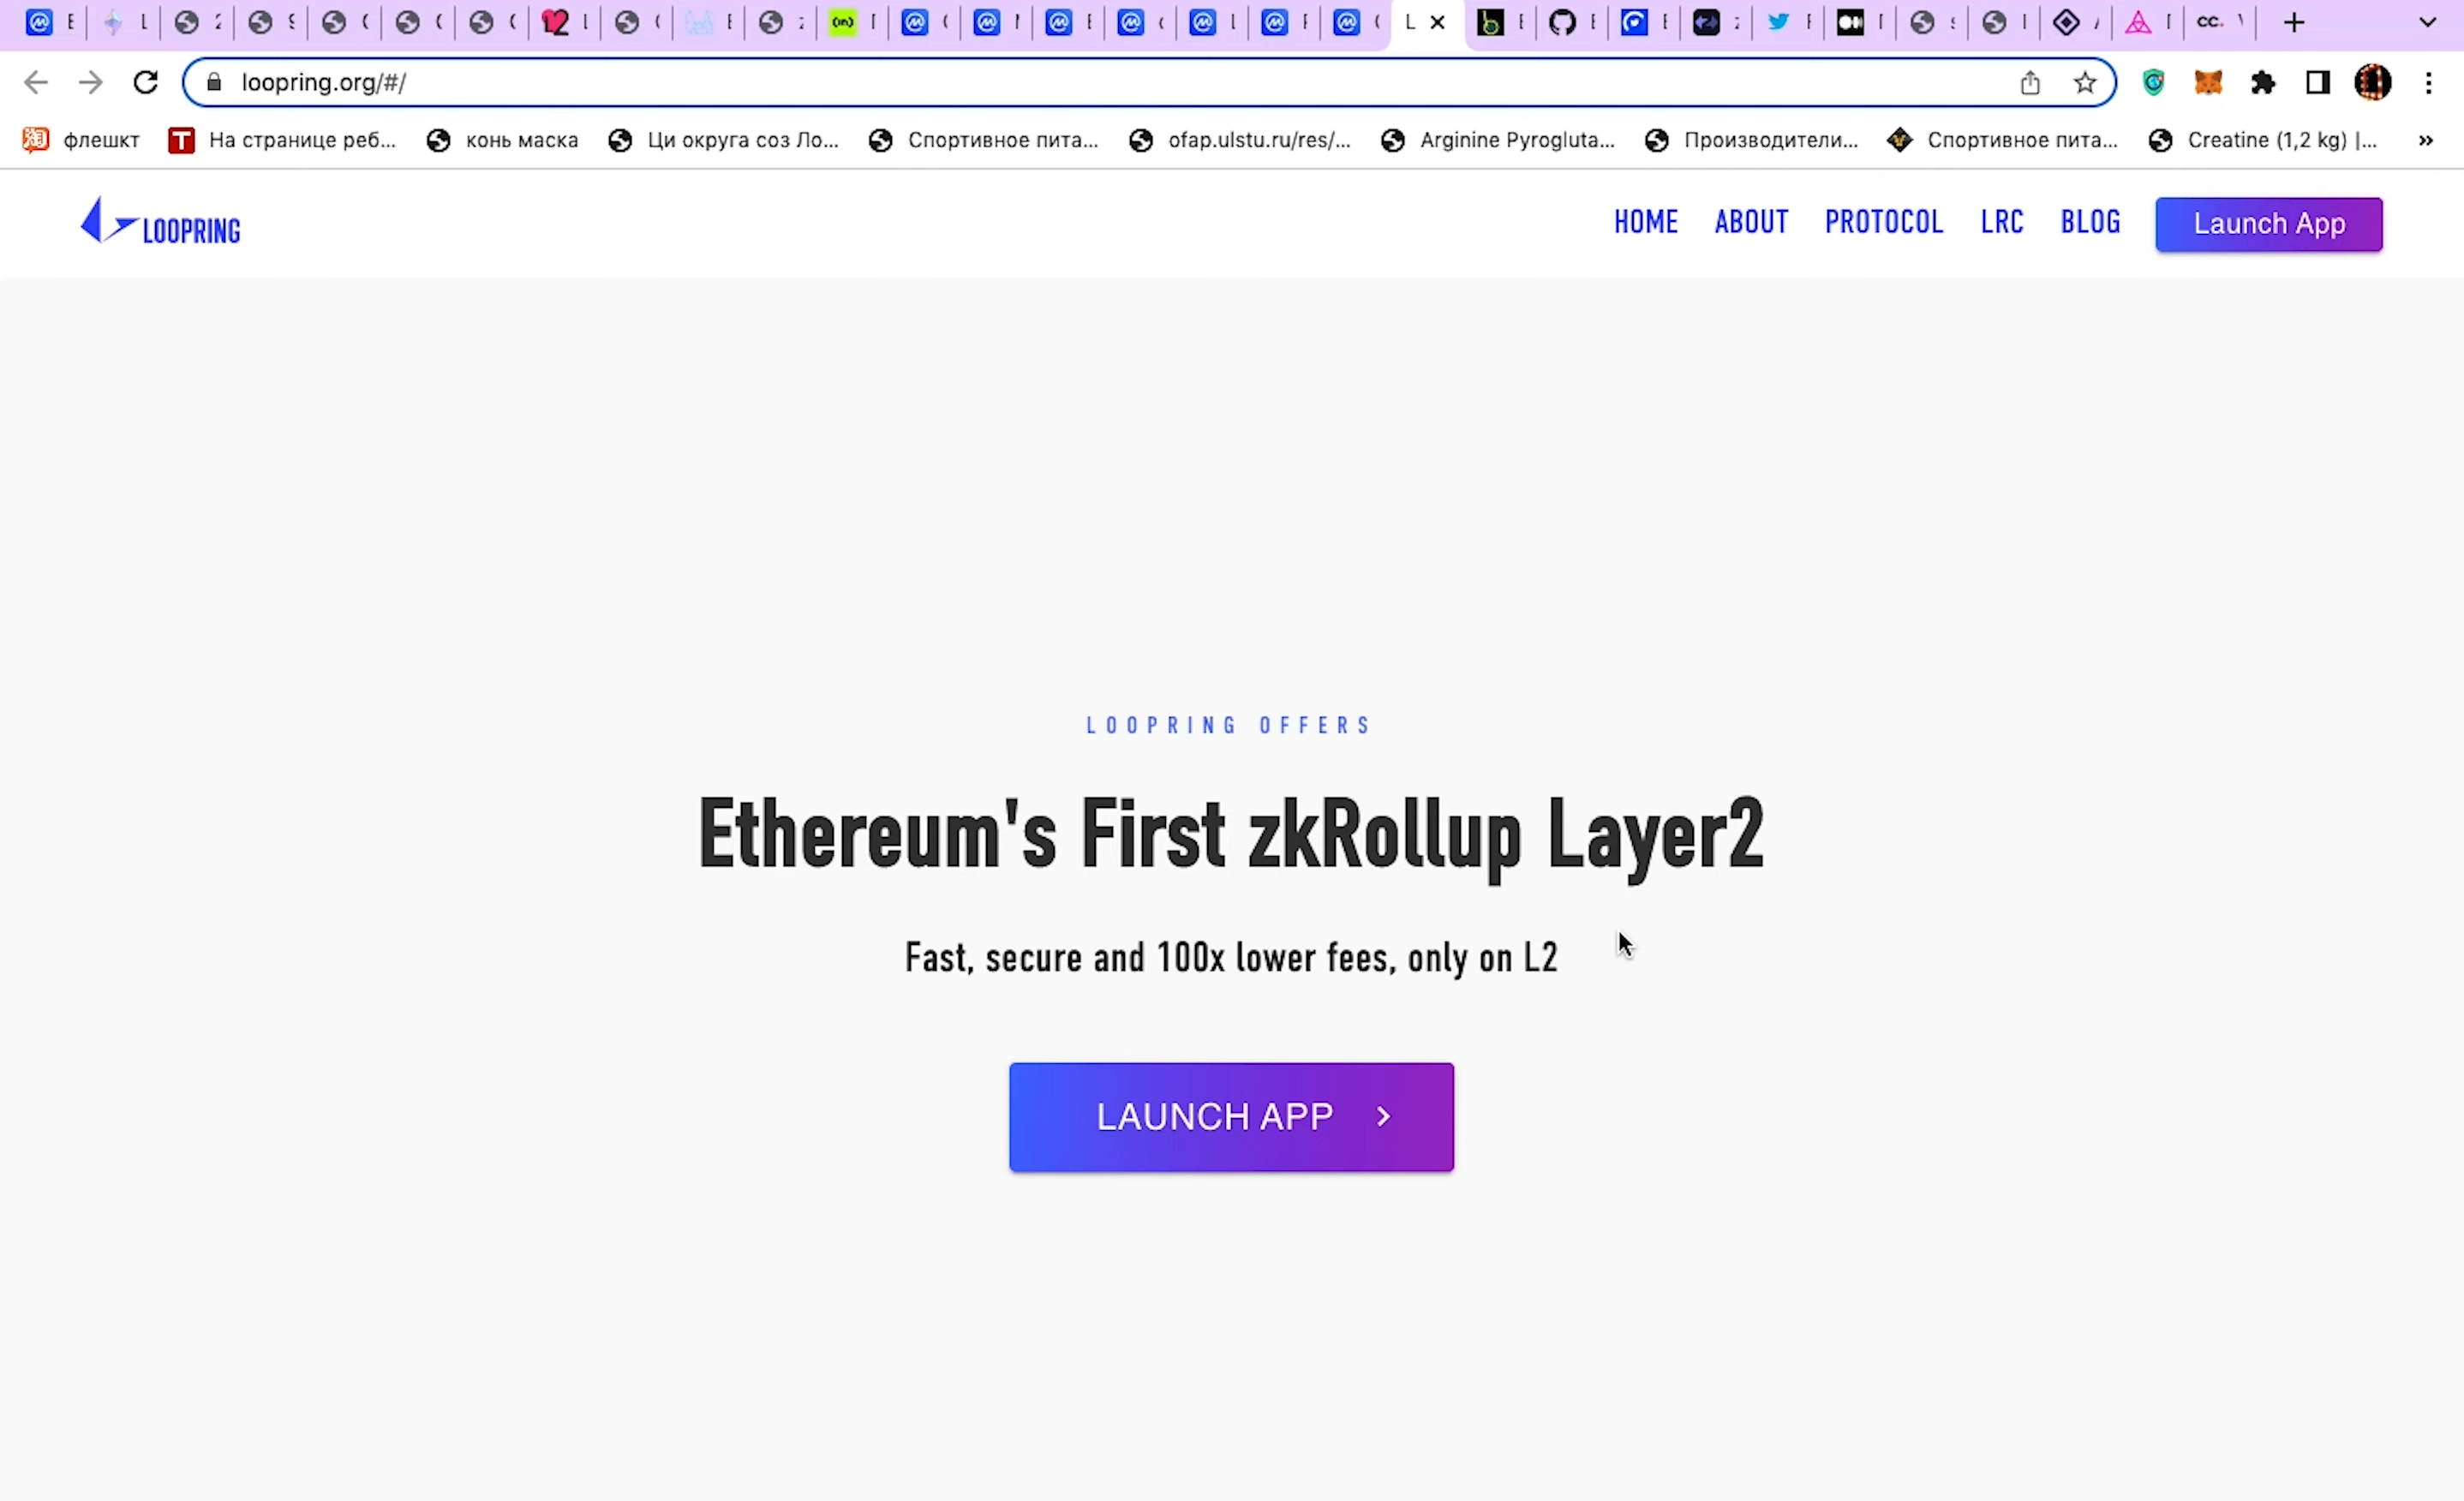 loopring.org/#/
флешкт На странице реб... конь маска Ци округа соз Ло... Спортивное пита... ofap.ulstu.ru/res/... Arginine Pyrogluta... Производители... Спортивное пита... Creatine (1,2 kg) |... »
LOOPRING HOME ABOUT PROTOCOL LRC BLOG Launch App
LOOPRING OFFERS
Ethereum's First zkRollup Layer2
Fast, secure and 100x lower fees, only on L2
LAUNCH APP